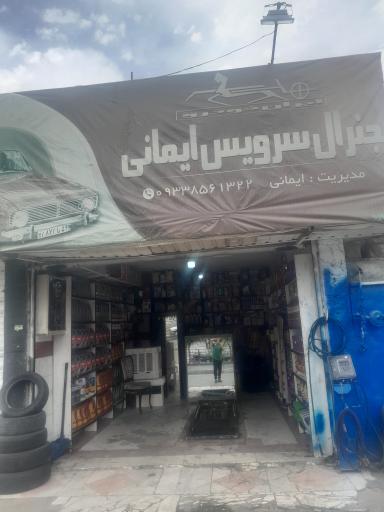 جنرال سرویس ایمانی
مدیریت : ایمانی
۰۹۳۳۸۵۶۱۳۲۲